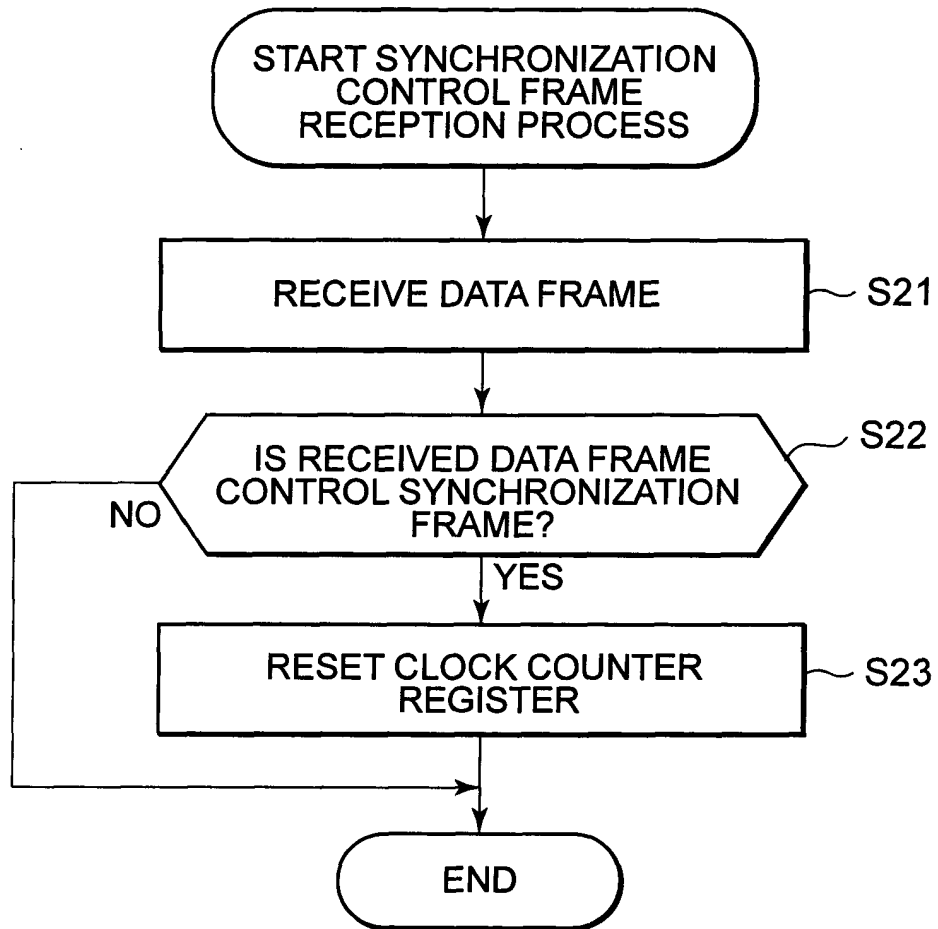 START SYNCHRONIZATION
CONTROL FRAME
RECEPTION PROCESS
RECEIVE DATA FRAME
S21
IS RECEIVED DATA FRAME
CONTROL SYNCHRONIZATION
FRAME?
S22
NO
YES
RESET CLOCK COUNTER
REGISTER
S23
END